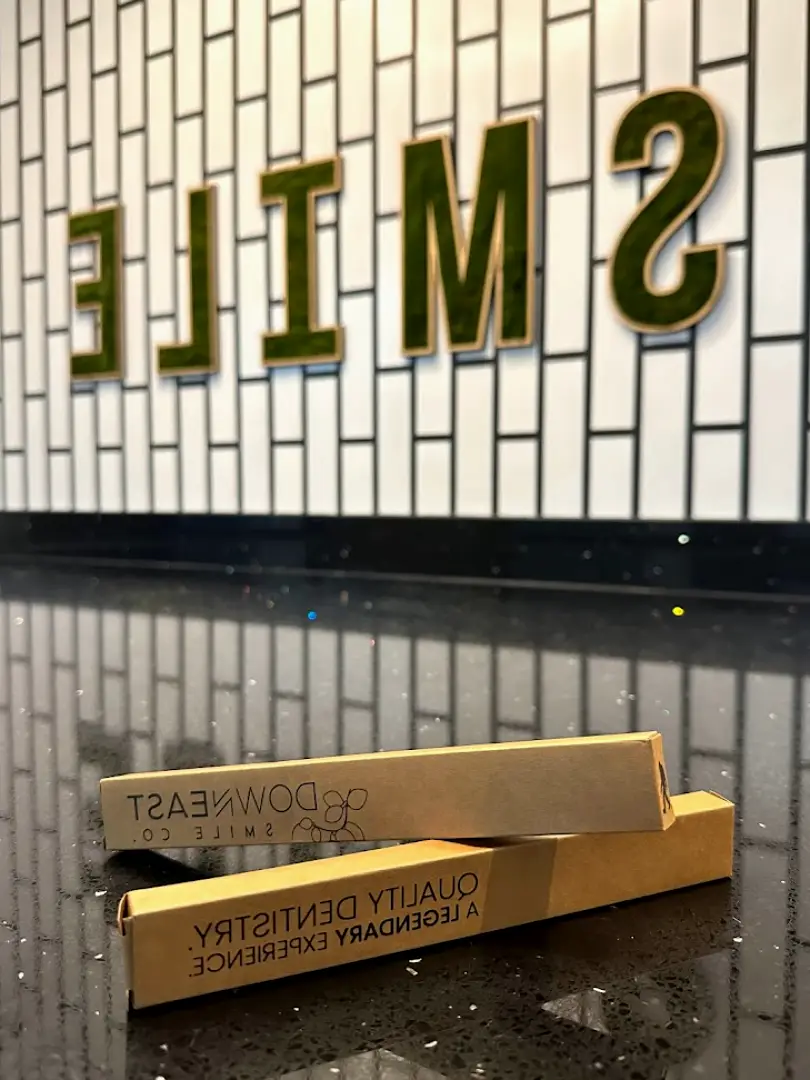 SMILE
DOWNEAST
SMILE CO.
QUALITY DENTISTRY.
A LEGENDARY EXPERIENCE.